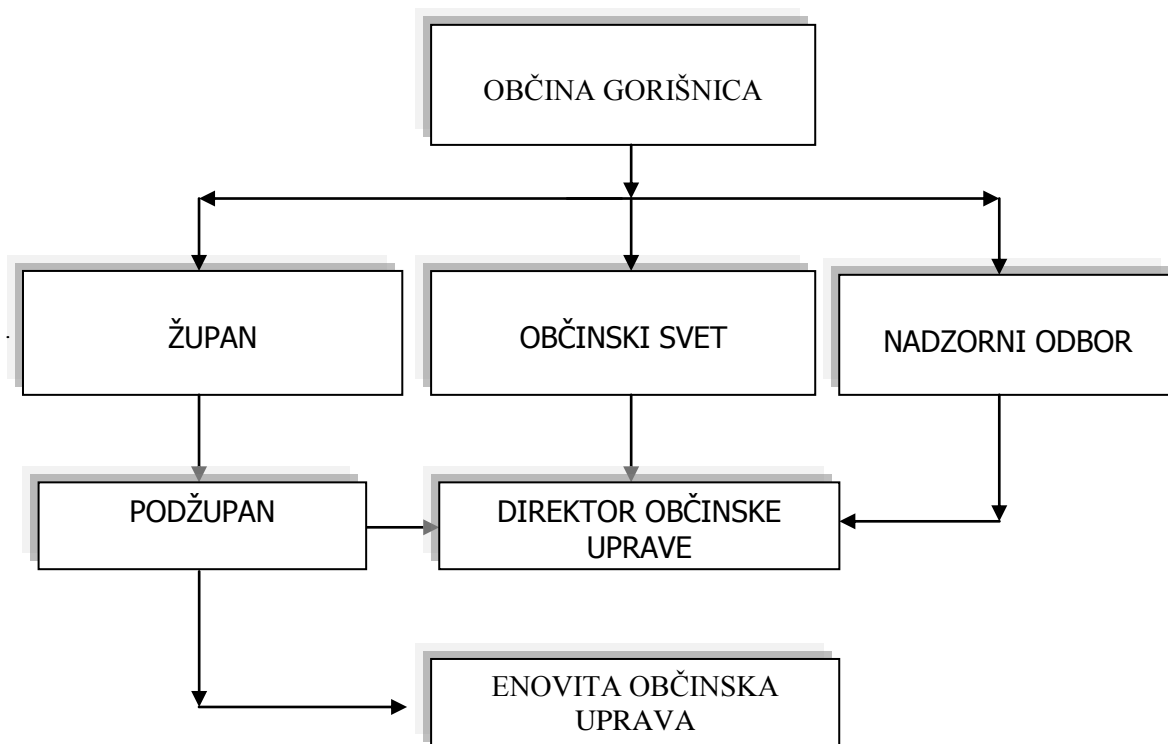 OBČINA GORIŠNICA
ŽUPAN
OBČINSKI SVET
NADZORNI ODBOR
PODŽUPAN
DIREKTOR OBČINSKE
UPRAVE
ENOVITA OBČINSKA
UPRAVA